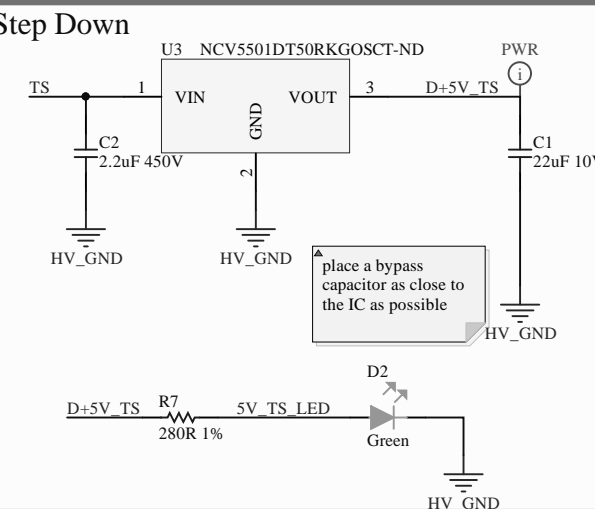 Step Down
U3 NCV5501DT50RKGOSCT-ND
PWR
i
TS
1
VIN
GND
VOUT
3
D+5V_TS
2
C2
2.2uF 450V
C1
22uF 10V
HV_GND
HV_GND
HV_GND
place a bypass
capacitor as close to
the IC as possible
D+5V_TS
R7
280R 1%
5V_TS_LED
D2
Green
HV_GND